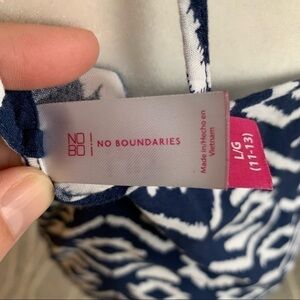 NO
BO
NO BOUNDARIES
Made in/Hecho en
Vietnam
L/G
(11-13)